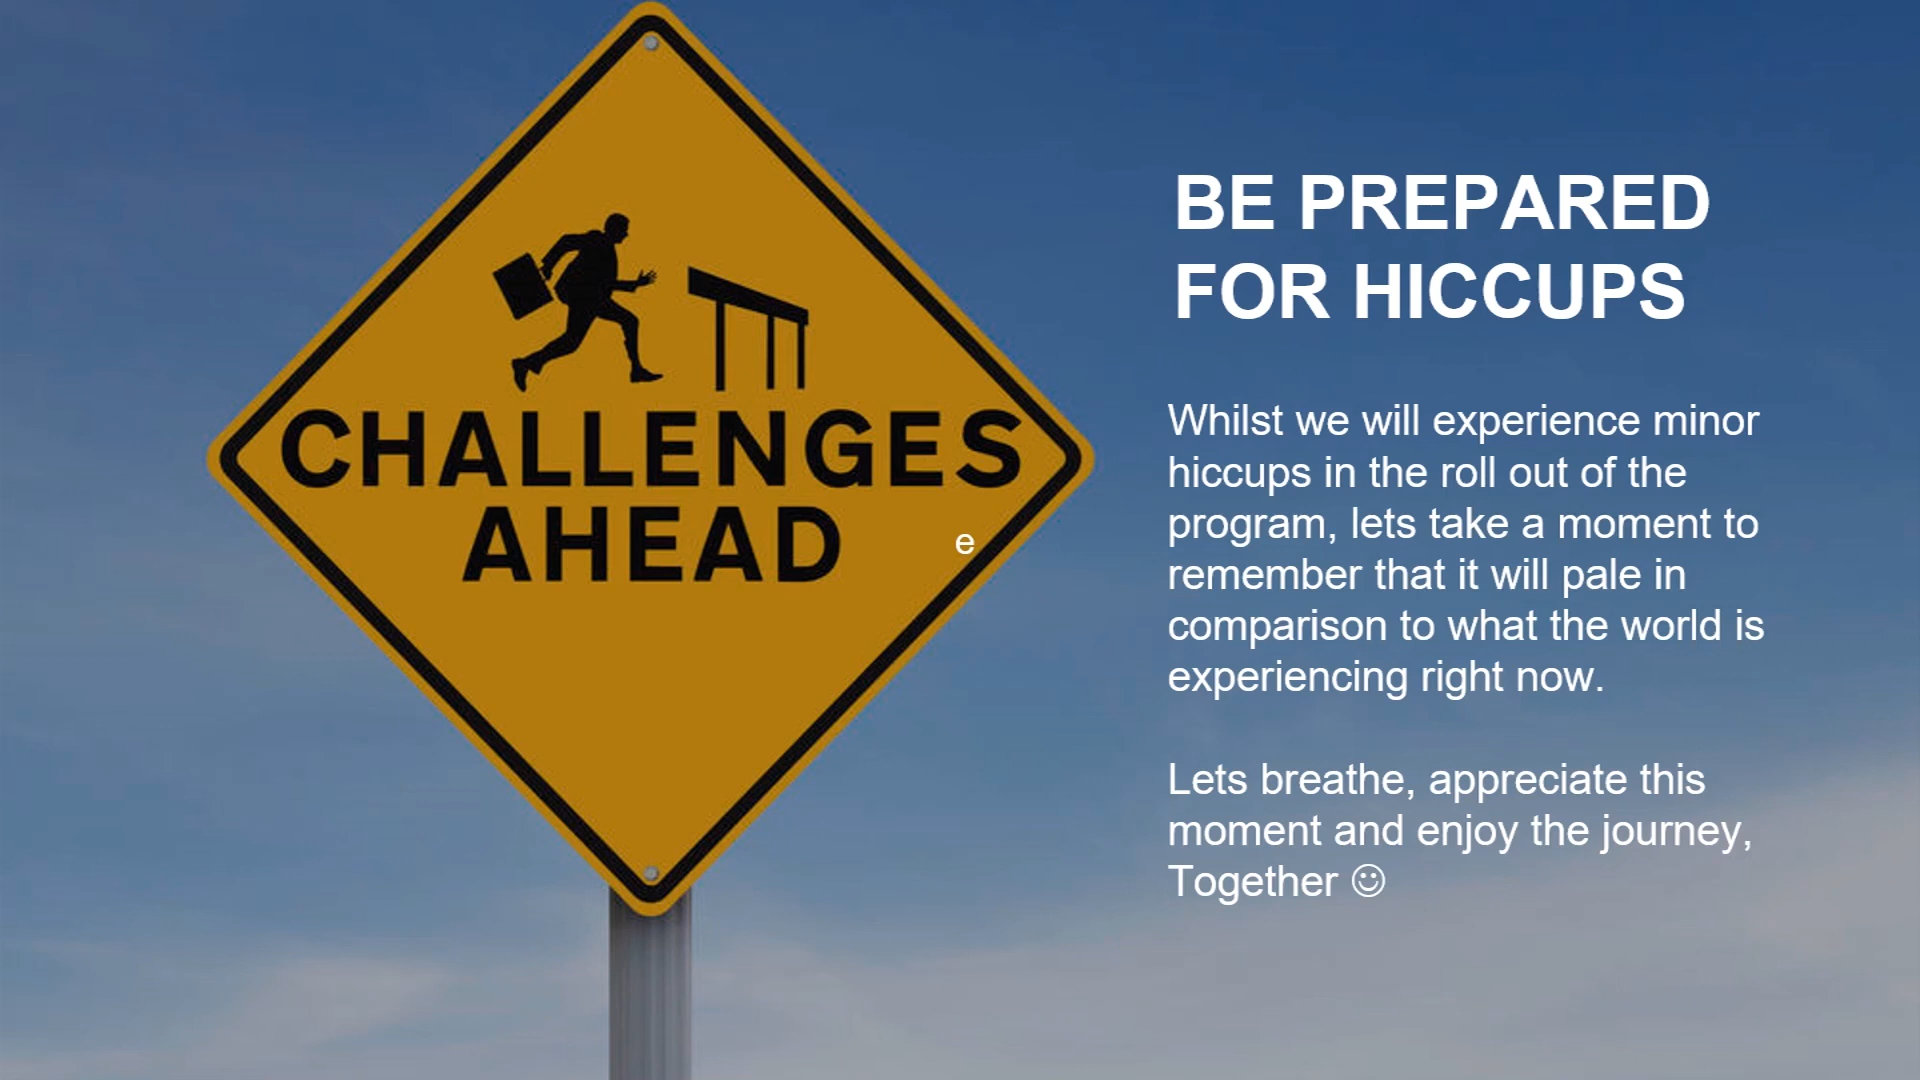 CHALLENGES
AHEAD
e
BE PREPARED
FOR HICCUPS
Whilst we will experience minor
hiccups in the roll out of the
program, lets take a moment to
remember that it will pale in
comparison to what the world is
experiencing right now.
Lets breathe, appreciate this
moment and enjoy the journey,
Together ☺